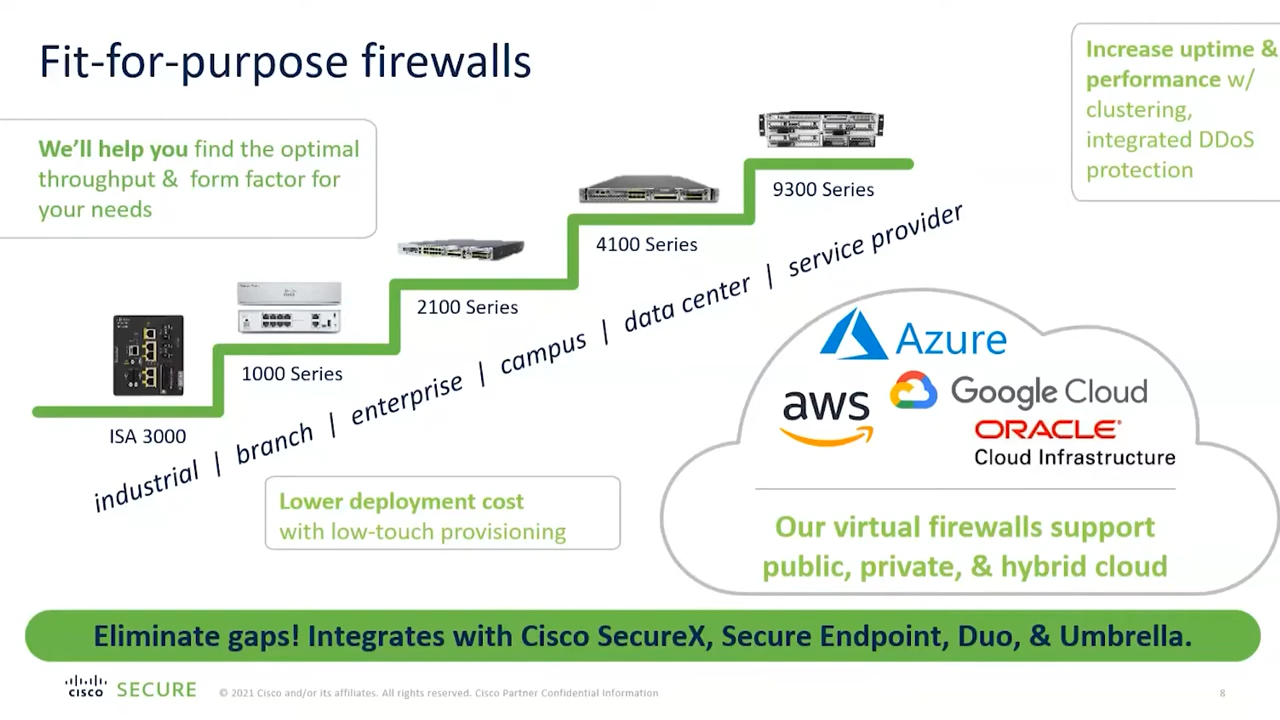 Fit-for-purpose firewalls
Increase uptime &
performance w/
clustering,
integrated DDoS
protection
We'll help you find the optimal
throughput & form factor for
your needs
9300 Series
4100 Series
2100 Series
1000 Series
ISA 3000
industrial | branch | enterprise | campus | data center | service provider
Azure
aws
Google Cloud
ORACLE
Cloud Infrastructure
Lower deployment cost
with low-touch provisioning
Our virtual firewalls support
public, private, & hybrid cloud
Eliminate gaps! Integrates with Cisco SecureX, Secure Endpoint, Duo, & Umbrella.
cisco SECURE
© 2021 Cisco and/or its affiliates. All rights reserved. Cisco Partner Confidential Information
8